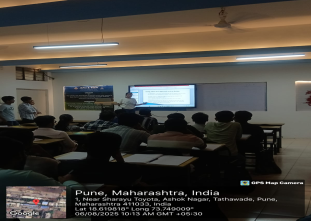 GPS Map Camera
Pune, Maharashtra, India
1, Near Sharayu Toyota, Ashok Nagar, Tathawade, Pune,
Maharashtra 411033, India
Lat 18.619818° Long 73.749009°
06/08/2025 10:13 AM GMT +05:30
Google